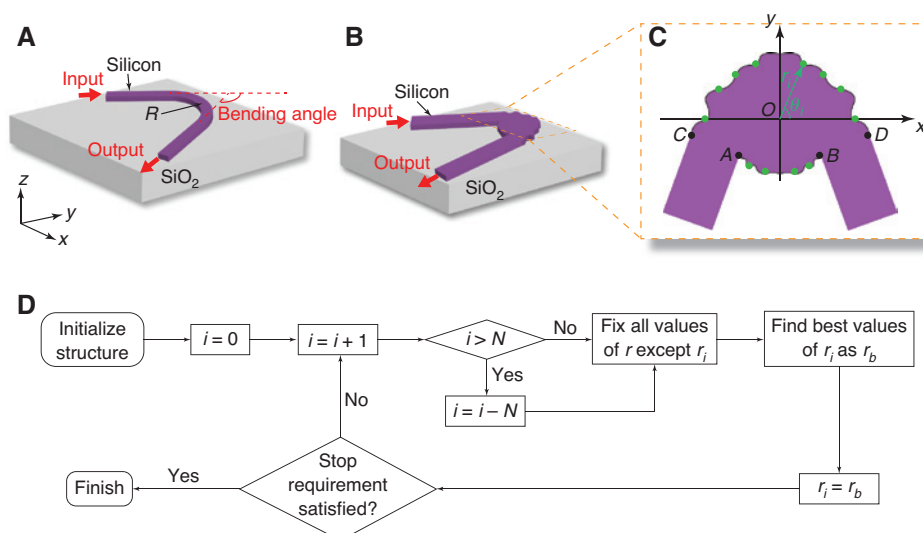 A
Silicon
Input
R
Bending angle
Output
SiO2
z
y
x
B
Silicon
Input
Output
SiO2
C
y
x
O
θ
C
D
A
B
D
Initialize
structure
i = 0
i = i + 1
i > N
No
Yes
i = i – N
Fix all values
of r except ri
Find best values
of ri as rb
ri = rb
Stop
requirement
satisfied?
No
Yes
Finish